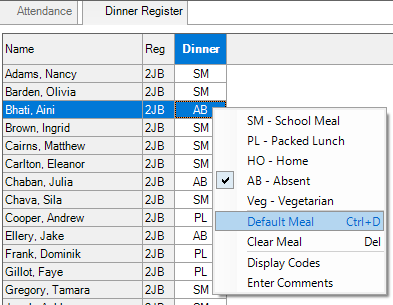 Attendance Dinner Register
Name Reg Dinner
Adams, Nancy 2JB SM
Barden, Olivia 2JB SM
Bhati, Aini 2JB AB
Brown, Ingrid 2JB SM
Cairns, Matthew 2JB SM
Carlton, Eleanor 2JB SM
Chaban, Julia 2JB AB
Chava, Sila 2JB SM
Cooper, Andrew 2JB PL
Ellery, Jake 2JB AB
Frank, Dominik 2JB PL
Gillot, Faye 2JB PL
Gregory, Tamara 2JB SM
SM - School Meal
PL - Packed Lunch
HO - Home
AB - Absent
Veg - Vegetarian
Default Meal Ctrl+D
Clear Meal Del
Display Codes
Enter Comments